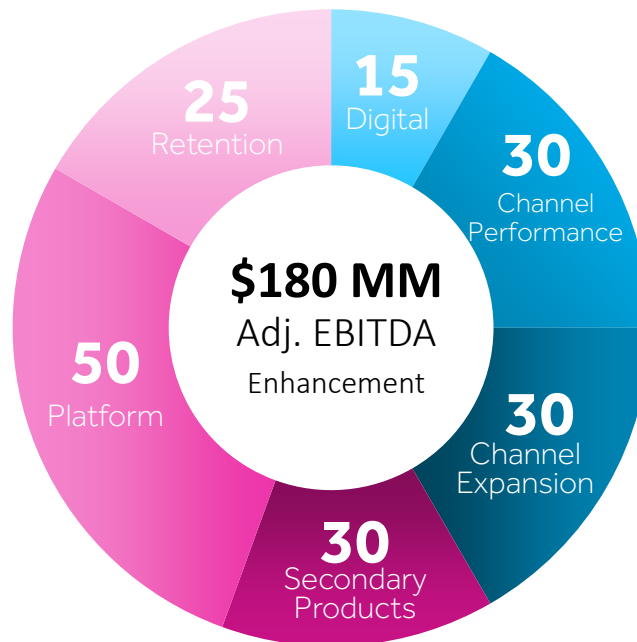 15
Digital
30
Channel
Performance
30
Channel
Expansion
30
Secondary
Products
50
Platform
25
Retention
$180 MM
Adj. EBITDA
Enhancement